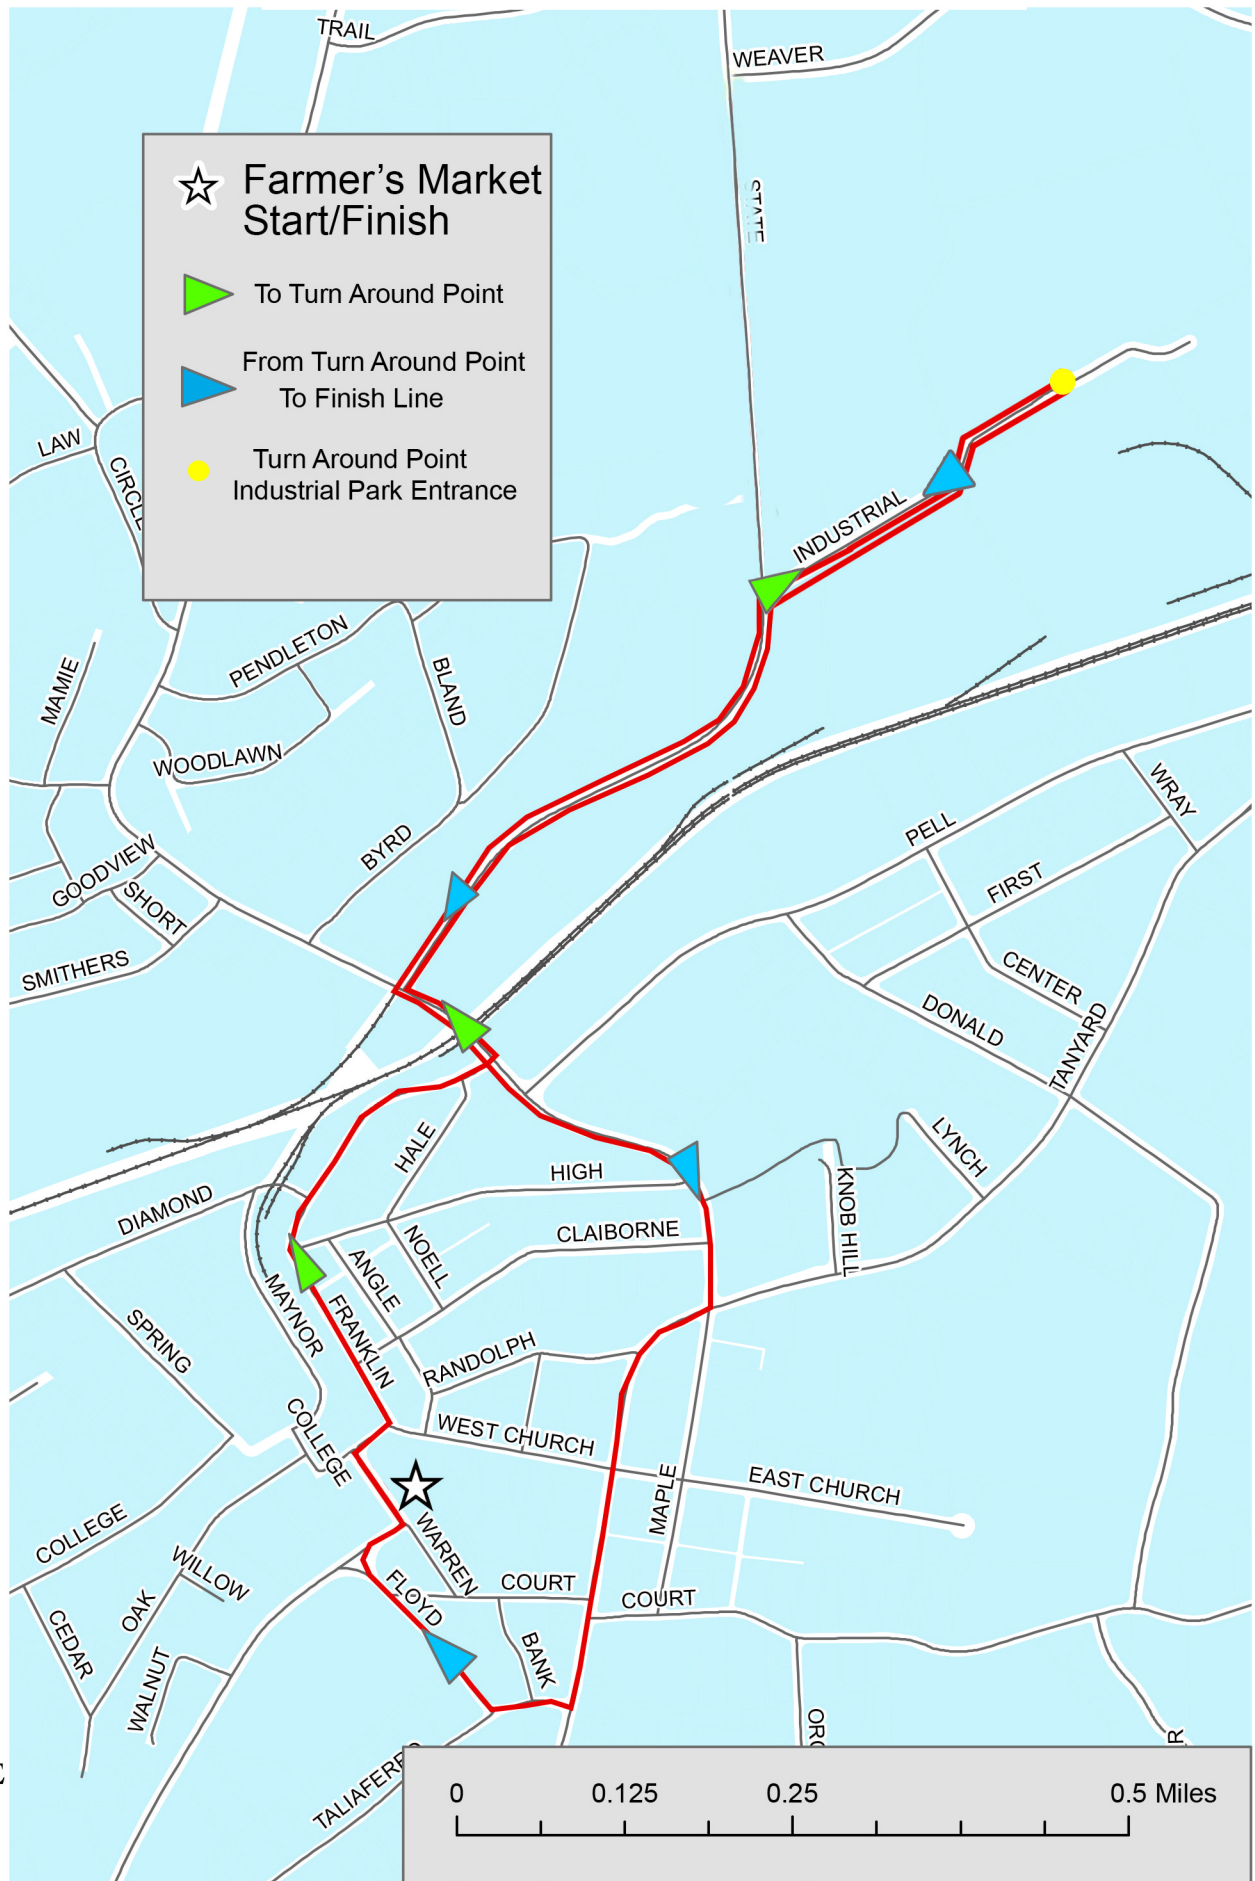 TRAIL
WEAVER
STATE
Farmer's Market
Start/Finish
To Turn Around Point
From Turn Around Point
To Finish Line
Turn Around Point
Industrial Park Entrance
LAW
CIRCLE
INDUSTRIAL
PENDLETON
BLAND
MAMIE
WOODLAWN
WRAY
PELL
BYRD
FIRST
GOODVIEW
SHORT
SMITHERS
CENTER
DONALD
TANYARD
HALE
LYNCH
HIGH
KNOB HILL
DIAMOND
CLAIBORNE
NOELL
ANGLE
MAYNOR
FRANKLIN
SPRING
RANDOLPH
COLLEGE
WEST CHURCH
EAST CHURCH
MAPLE
WARREN
COLLEGE
WILLOW
FLOYD
COURT
COURT
OAK
CEDAR
BANK
WALNUT
ORC
R
E
TALIAFERRO
0 0.125 0.25 0.5 Miles